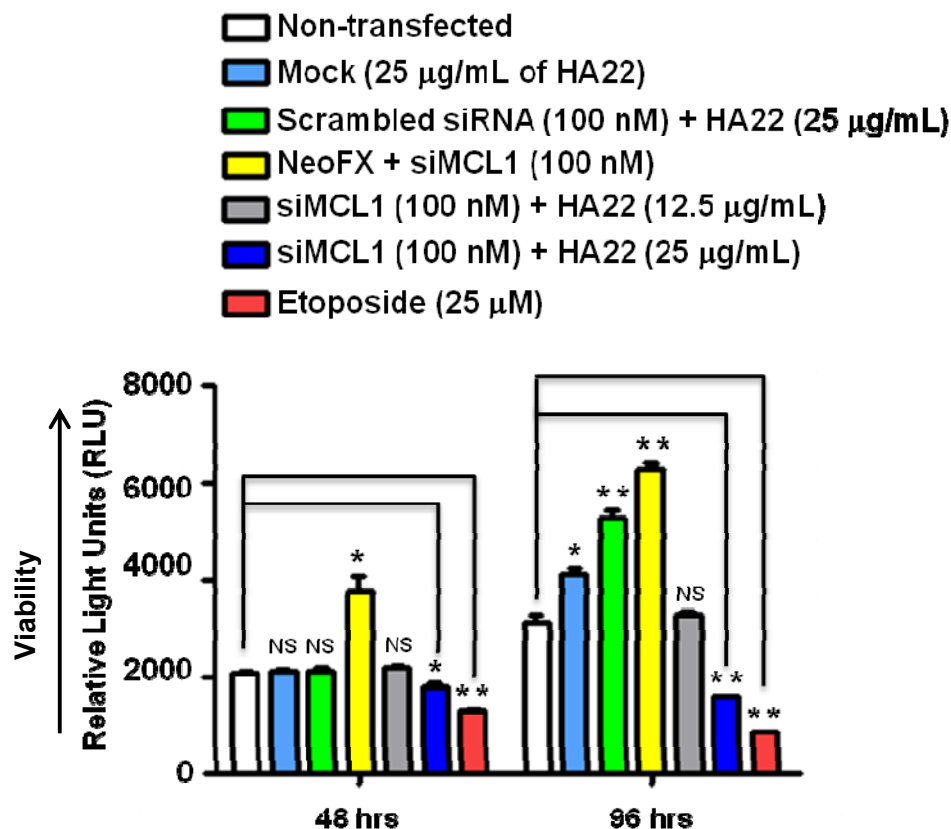 Non-transfected
Mock (25 μg/mL of HA22)
Scrambled siRNA (100 nM) + HA22 (25 μg/mL)
NeoFX + siMCL1 (100 nM)
siMCL1 (100 nM) + HA22 (12.5 μg/mL)
siMCL1 (100 nM) + HA22 (25 μg/mL)
Etoposide (25 μM)
Viability
Relative Light Units (RLU)
8000
6000
4000
2000
0
NS NS * NS * **
* ** ** NS ** **
48 hrs 96 hrs